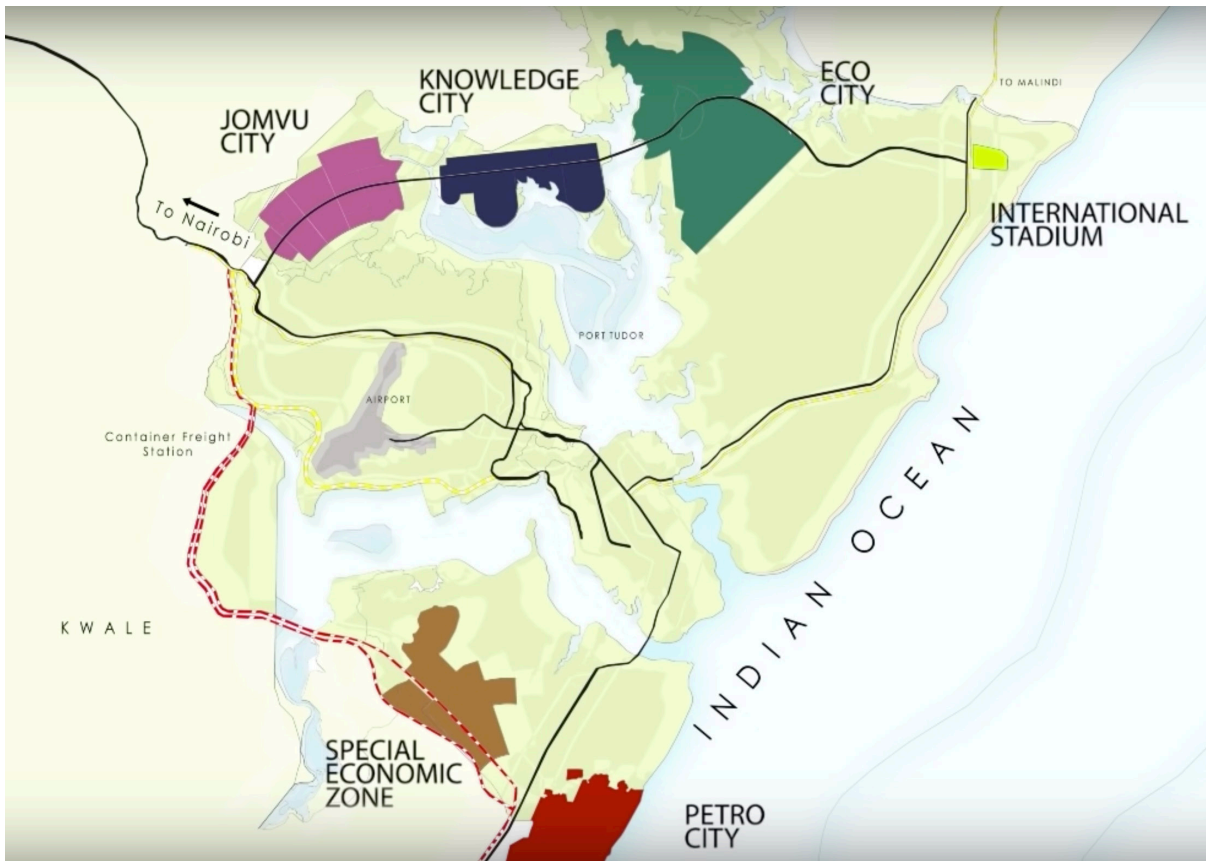 KNOWLEDGE
CITY
ECO
CITY
TO MALINDI
JOMVU
CITY
To Nairobi
INTERNATIONAL
STADIUM
PORT TUDOR
AIRPORT
Container Freight
Station
INDIAN OCEAN
KWALE
SPECIAL
ECONOMIC
ZONE
PETRO
CITY